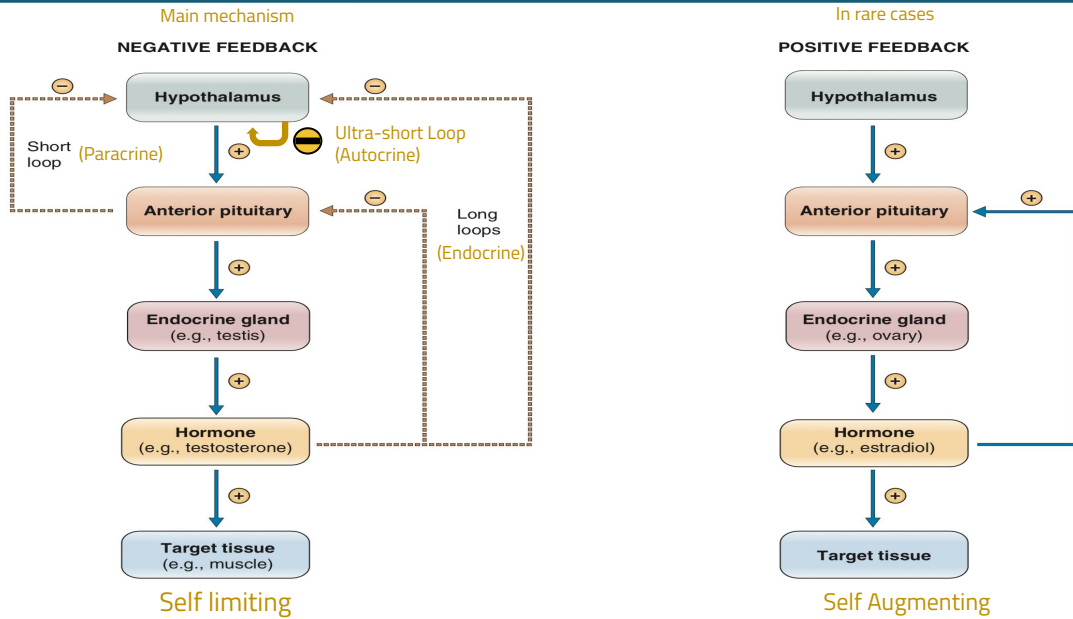 Main mechanism
NEGATIVE FEEDBACK
Hypothalamus
Short
loop
(Paracrine)
Ultra-short Loop
(Autocrine)
Anterior pituitary
Long
loops
(Endocrine)
Endocrine gland
(e.g., testis)
Hormone
(e.g., testosterone)
Target tissue
(e.g., muscle)
Self limiting
In rare cases
POSITIVE FEEDBACK
Hypothalamus
Anterior pituitary
Endocrine gland
(e.g., ovary)
Hormone
(e.g., estradiol)
Target tissue
Self Augmenting